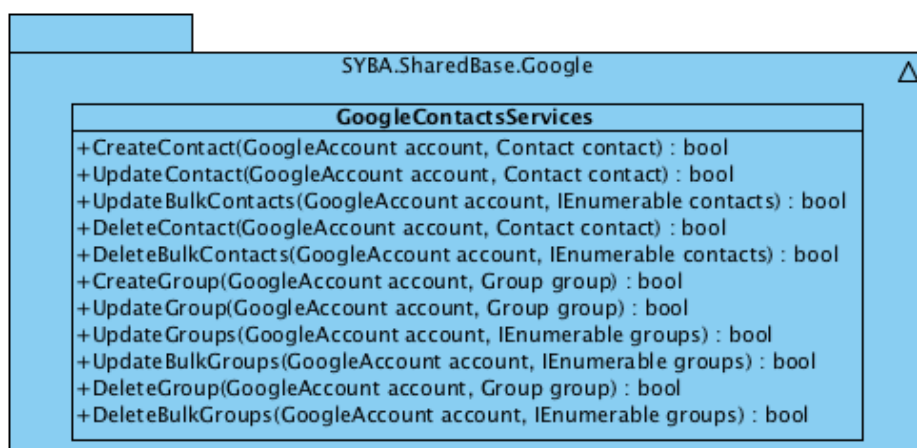 SYBA.SharedBase.Google
GoogleContactsServices
+CreateContact(GoogleAccount account, Contact contact) : bool
+UpdateContact(GoogleAccount account, Contact contact) : bool
+UpdateBulkContacts(GoogleAccount account, IEnumerable contacts) : bool
+DeleteContact(GoogleAccount account, Contact contact) : bool
+DeleteBulkContacts(GoogleAccount account, IEnumerable contacts) : bool
+CreateGroup(GoogleAccount account, Group group) : bool
+UpdateGroup(GoogleAccount account, Group group) : bool
+UpdateGroups(GoogleAccount account, IEnumerable groups) : bool
+UpdateBulkGroups(GoogleAccount account, IEnumerable groups) : bool
+DeleteGroup(GoogleAccount account, Group group) : bool
+DeleteBulkGroups(GoogleAccount account, IEnumerable groups) : bool